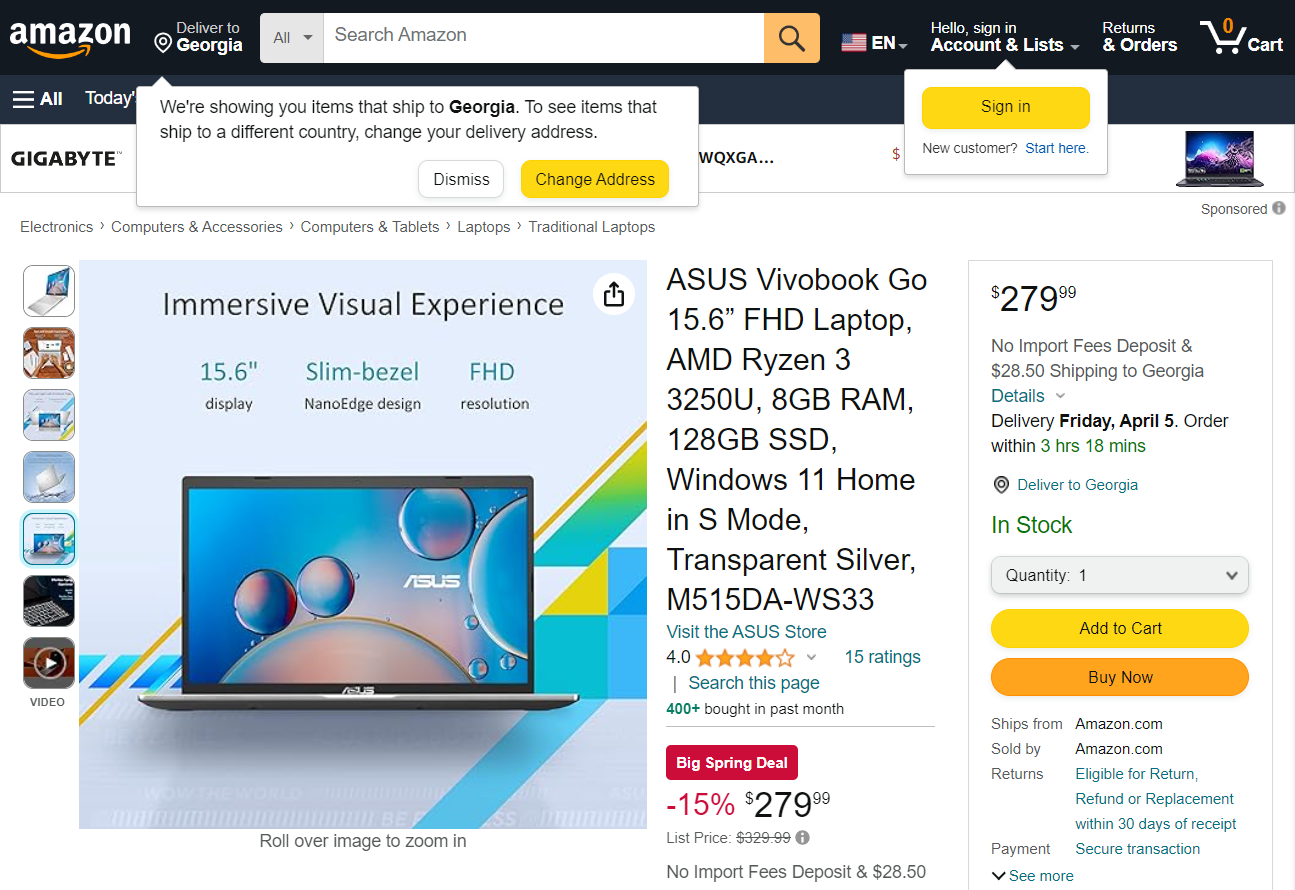 amazon
Deliver to
Georgia
All
Search Amazon
EN
Hello, sign in
Account & Lists
Returns
& Orders
0
Cart
All
Today'
We're showing you items that ship to Georgia. To see items that
ship to a different country, change your delivery address.
Dismiss
Change Address
Sign in
New customer? Start here.
GIGABYTE™
WQXGA...
$
Sponsored
Electronics › Computers & Accessories › Computers & Tablets › Laptops › Traditional Laptops
VIDEO
Immersive Visual Experience
15.6" Slim-bezel FHD
display NanoEdge design resolution
ASUS
ASUS
WOW THE WORLD
Roll over image to zoom in
ASUS Vivobook Go
15.6” FHD Laptop,
AMD Ryzen 3
3250U, 8GB RAM,
128GB SSD,
Windows 11 Home
in S Mode,
Transparent Silver,
M515DA-WS33
Visit the ASUS Store
4.0 15 ratings
| Search this page
400+ bought in past month
Big Spring Deal
-15% $279 99
List Price: $329.99
No Import Fees Deposit & $28.50
$279 99
No Import Fees Deposit &
$28.50 Shipping to Georgia
Details
Delivery Friday, April 5. Order
within 3 hrs 18 mins
Deliver to Georgia
In Stock
Quantity: 1
Add to Cart
Buy Now
Ships from Amazon.com
Sold by Amazon.com
Returns Eligible for Return,
Refund or Replacement
within 30 days of receipt
Payment Secure transaction
See more